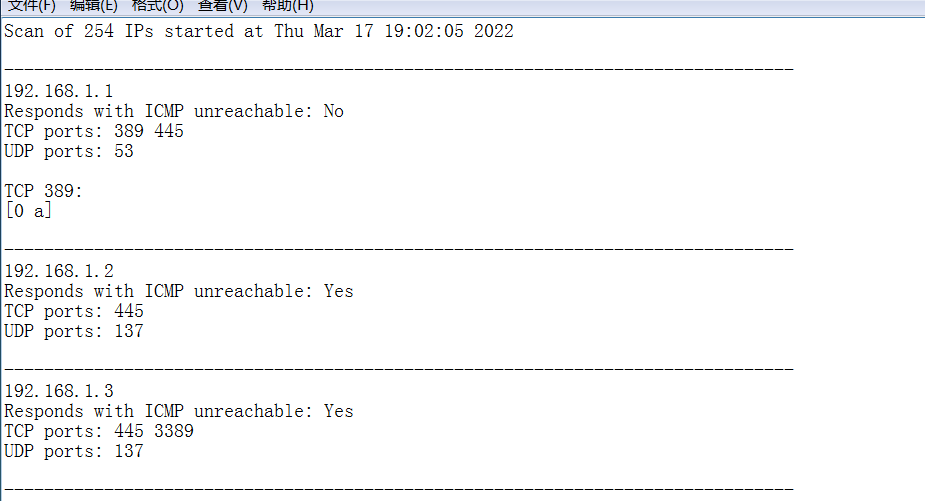 文件(F) 编辑(E) 格式(O) 查看(V) 帮助(H)
Scan of 254 IPs started at Thu Mar 17 19:02:05 2022
-------------------------------------------------------------------------------
192.168.1.1
Responds with ICMP unreachable: No
TCP ports: 389 445
UDP ports: 53
TCP 389:
[0 a]
-------------------------------------------------------------------------------
192.168.1.2
Responds with ICMP unreachable: Yes
TCP ports: 445
UDP ports: 137
-------------------------------------------------------------------------------
192.168.1.3
Responds with ICMP unreachable: Yes
TCP ports: 445 3389
UDP ports: 137
-------------------------------------------------------------------------------